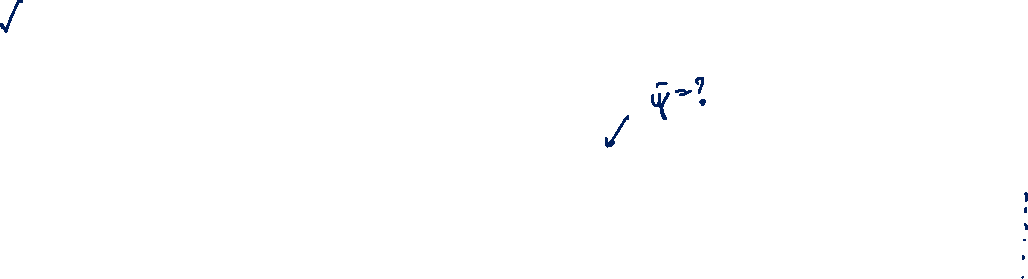 ψ̄ = ?